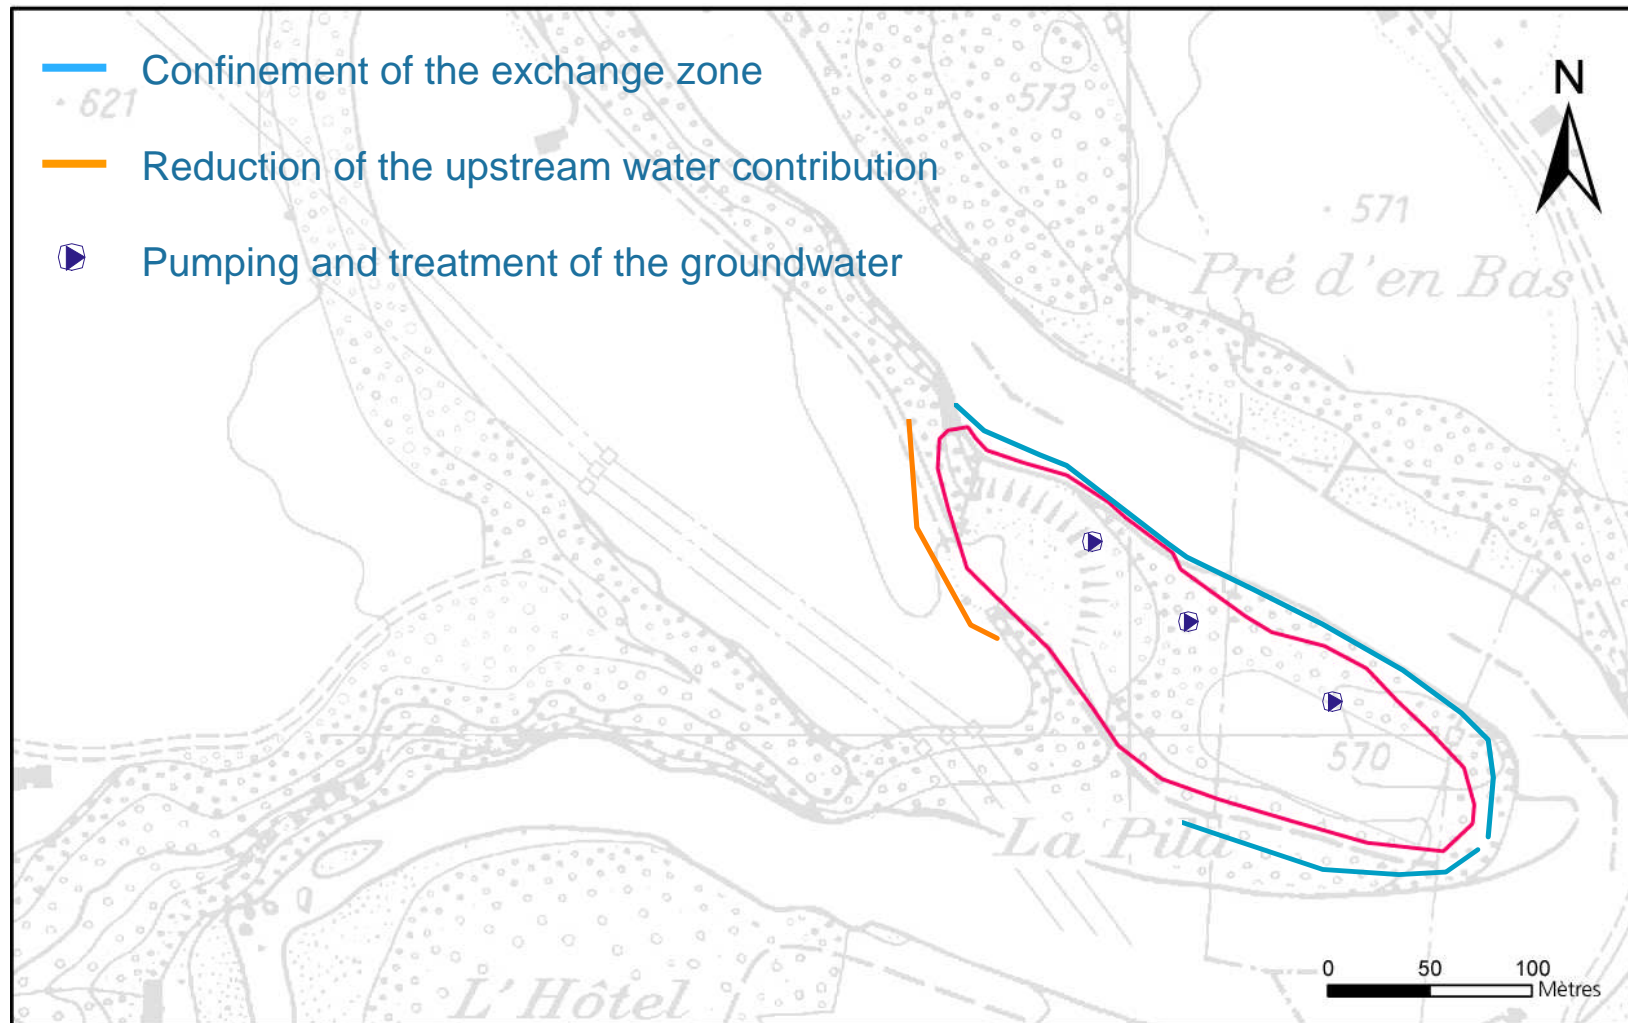 Confinement of the exchange zone
621
573
N
Reduction of the upstream water contribution
571
Pumping and treatment of the groundwater
Pré d'en Bas
570
La Pila
L'Hôtel
0 50 100
Mètres